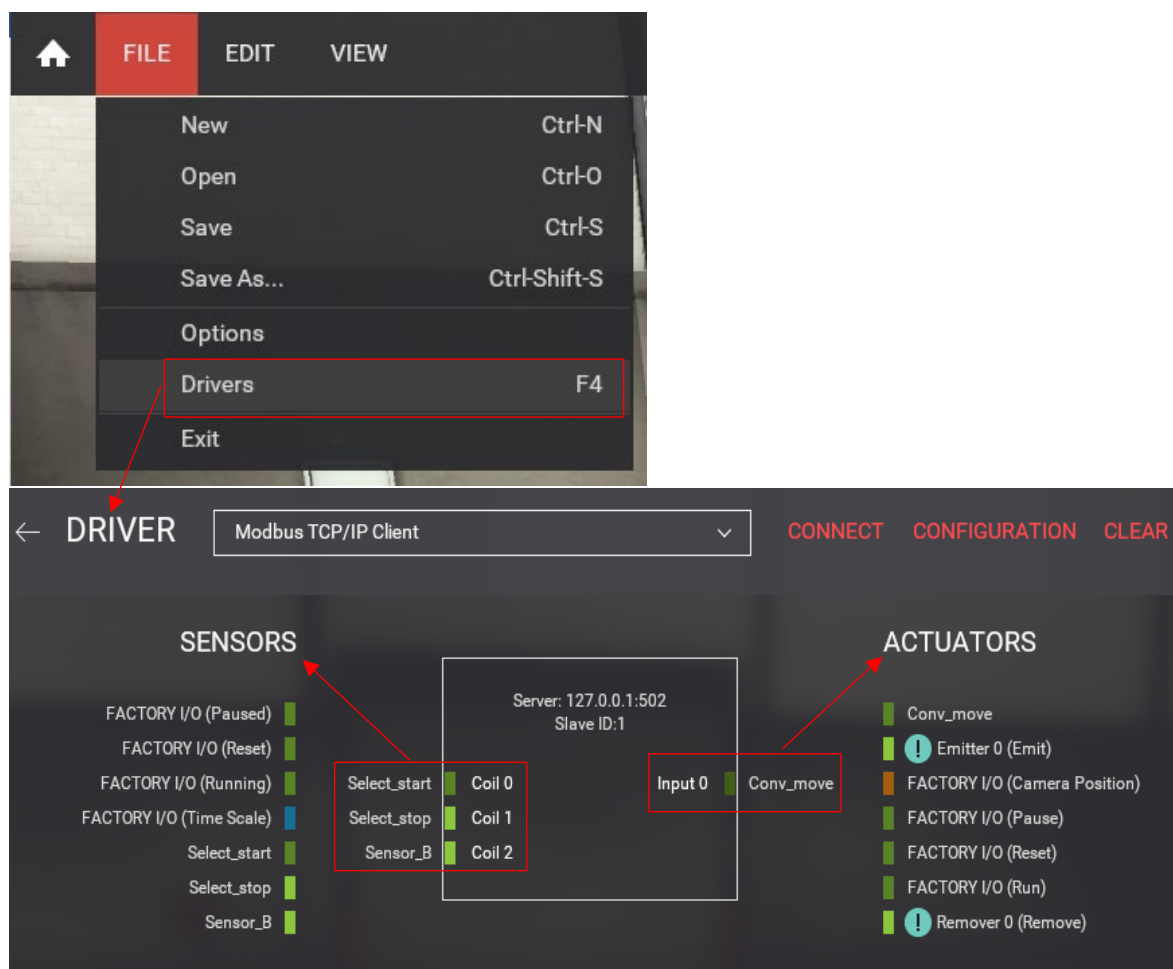 FILE EDIT VIEW
New Ctrl-N
Open Ctrl-O
Save Ctrl-S
Save As... Ctrl-Shift-S
Options
Drivers F4
Exit
← DRIVER Modbus TCP/IP Client CONNECT CONFIGURATION CLEAR
SENSORS
FACTORY I/O (Paused)
FACTORY I/O (Reset)
FACTORY I/O (Running)
FACTORY I/O (Time Scale)
Select_start
Select_stop
Sensor_B
Server: 127.0.0.1:502
Slave ID:1
Select_start Coil 0
Select_stop Coil 1
Sensor_B Coil 2
Input 0 Conv_move
ACTUATORS
Conv_move
! Emitter 0 (Emit)
FACTORY I/O (Camera Position)
FACTORY I/O (Pause)
FACTORY I/O (Reset)
FACTORY I/O (Run)
! Remover 0 (Remove)